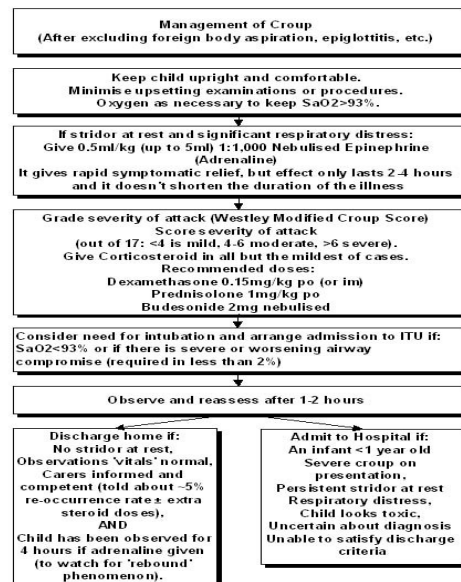 Management of Croup
(After excluding foreign body aspiration, epiglottitis, etc.)
Keep child upright and comfortable.
Minimise upsetting examinations or procedures.
Oxygen as necessary to keep SaO2>93%.
If stridor at rest and significant respiratory distress:
Give 0.5ml/kg (up to 5ml) 1:1,000 Nebulised Epinephrine
(Adrenaline)
It gives rapid symptomatic relief, but effect only lasts 2-4 hours
and it doesn't shorten the duration of the illness
Grade severity of attack (Westley Modified Croup Score)
Score severity of attack
(out of 17: <4 is mild, 4-6 moderate, >6 severe).
Give Corticosteroid in all but the mildest of cases.
Recommended doses:
Dexamethasone 0.15mg/kg po (or im)
Prednisolone 1mg/kg po
Budesonide 2mg nebulised
Consider need for intubation and arrange admission to ITU if:
SaO2<93% or if there is severe or worsening airway
compromise (required in less than 2%)
Observe and reassess after 1-2 hours
Discharge home if:
No stridor at rest,
Observations 'vitals' normal,
Carers informed and
competent (told about ~5%
re-occurrence rate ± extra
steroid doses),
AND
Child has been observed for
4 hours if adrenaline given
(to watch for 'rebound'
phenomenon).
Admit to Hospital if:
An infant <1 year old
Severe croup on
presentation,
Persistent stridor at rest
Respiratory distress,
Child looks toxic,
Uncertain about diagnosis
Unable to satisfy discharge
criteria